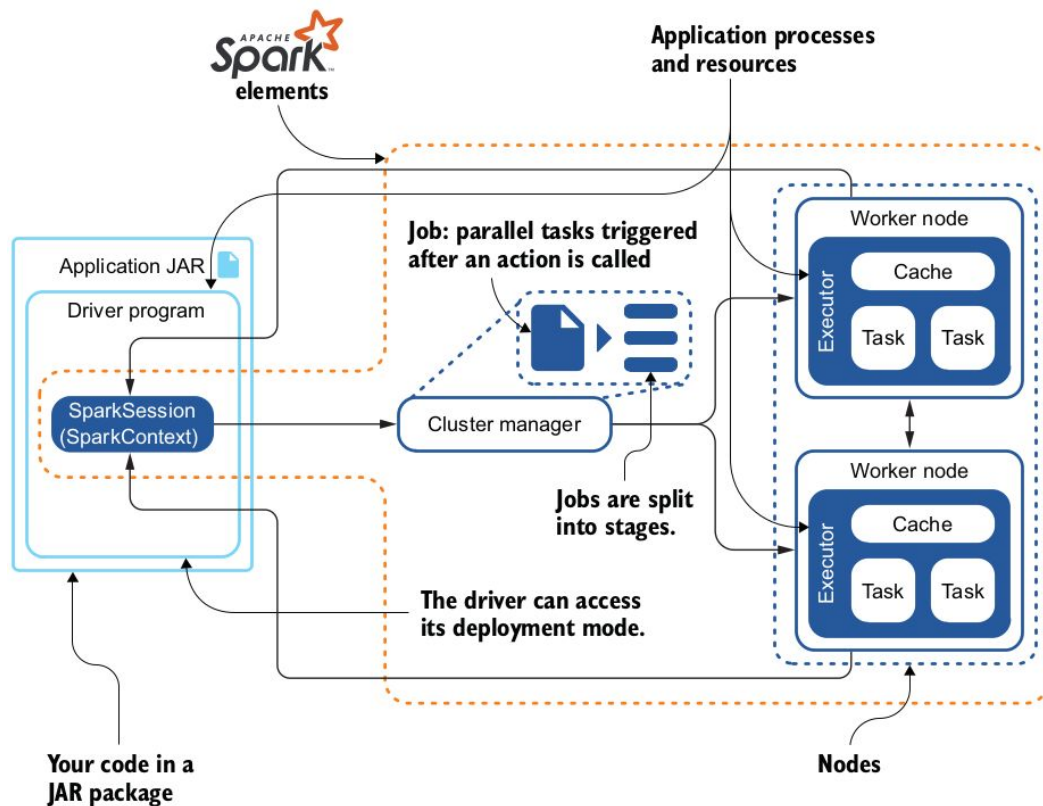 APACHE
Spark™
elements
Application processes
and resources
Job: parallel tasks triggered
after an action is called
Application JAR
Driver program
SparkSession
(SparkContext)
Cluster manager
Jobs are split
into stages.
The driver can access
its deployment mode.
Worker node
Executor
Cache
Task
Task
Worker node
Executor
Cache
Task
Task
Your code in a
JAR package
Nodes